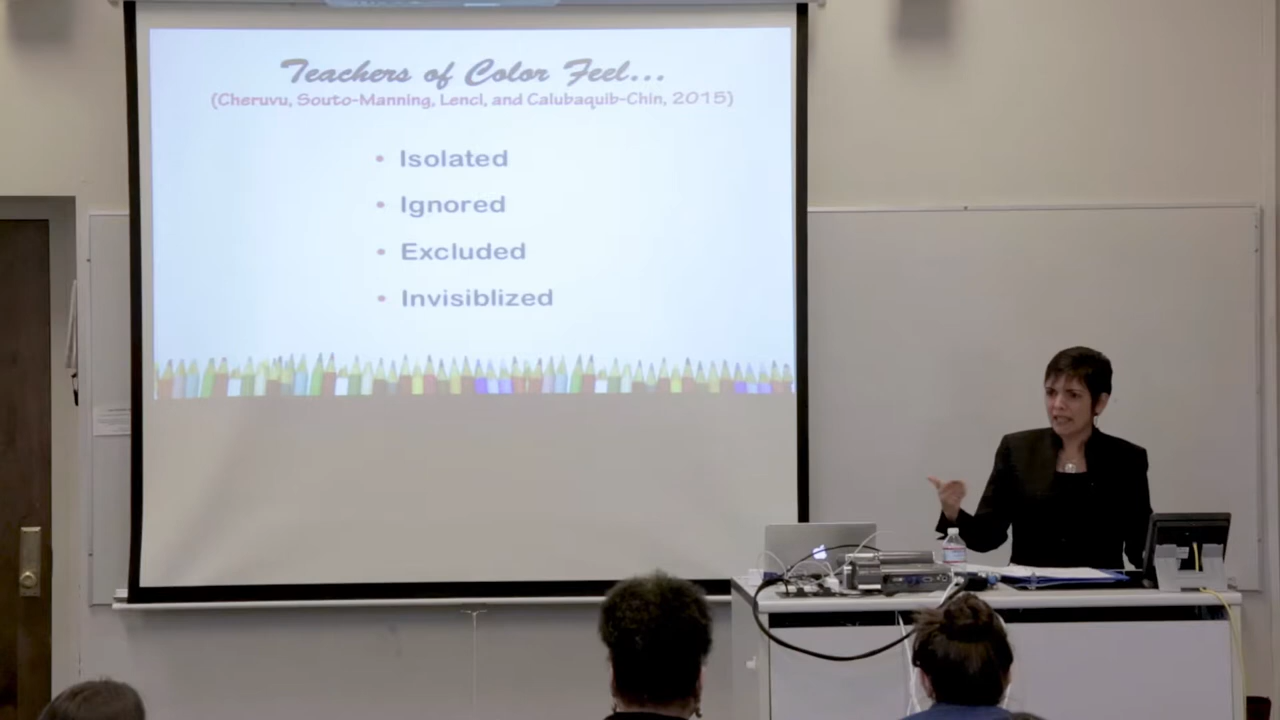 Teachers of Color Feel...
(Cheruvu, Souto-Manning, Lencl, and Calubaquib-Chin, 2015)
• Isolated
• Ignored
• Excluded
• Invisiblized